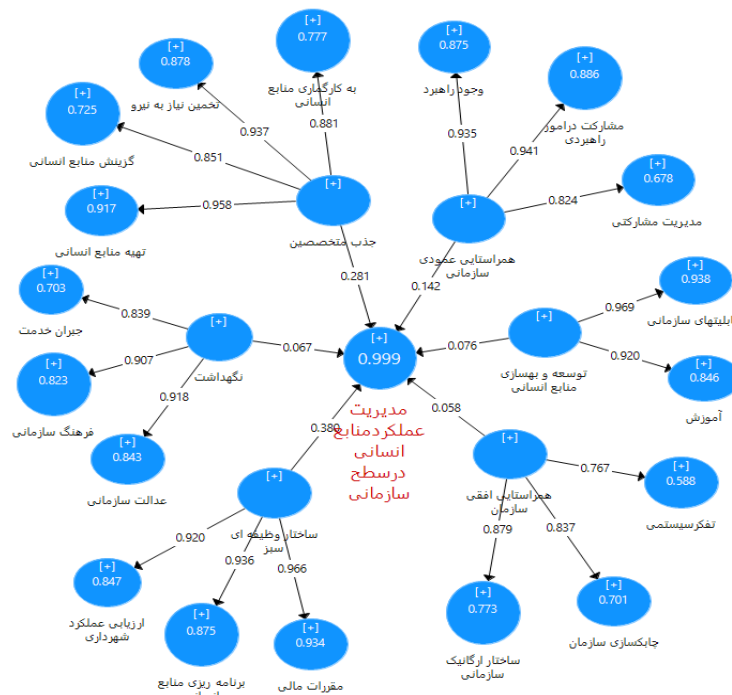 [+]
0.777
به کارگماری منابع
انسانی
[+]
0.878
تخمین نیاز به نیرو
[+]
0.725
گزینش منابع انسانی
[+]
0.917
تهیه منابع انسانی
0.881
0.937
0.851
0.958
[+]
جذب متخصصین
0.281
[+]
0.875
وجود راهبرد
[+]
0.886
مشارکت درامور
راهبردی
[+]
0.678
مدیریت مشارکتی
0.935
0.941
0.824
[+]
همراستایی عمودی
سازمانی
0.142
[+]
0.938
ابلیتهای سازمانی
[+]
0.846
آموزش
0.969
0.920
[+]
توسعه و بهسازی
منابع انسانی
0.076
[+]
0.703
جبران خدمت
[+]
0.823
فرهنگ سازمانی
[+]
0.843
عدالت سازمانی
0.839
0.907
0.918
[+]
نگهداشت
0.067
[+]
0.999
مدیریت
عملکردمنابع
انسانی
درسطح
سازمانی
0.380
[+]
ساختار وظیفه ای
سبز
0.920
0.936
0.966
[+]
0.847
ارزیابی عملکرد
شهرداری
[+]
0.875
برنامه ریزی منابع
[+]
0.934
مقررات مالی
0.058
[+]
همراستایی افقی
سازمان
0.767
0.837
0.879
[+]
0.588
تفکرسیستمی
[+]
0.701
چابکسازی سازمان
[+]
0.773
ساختار ارگانیک
سازمانی